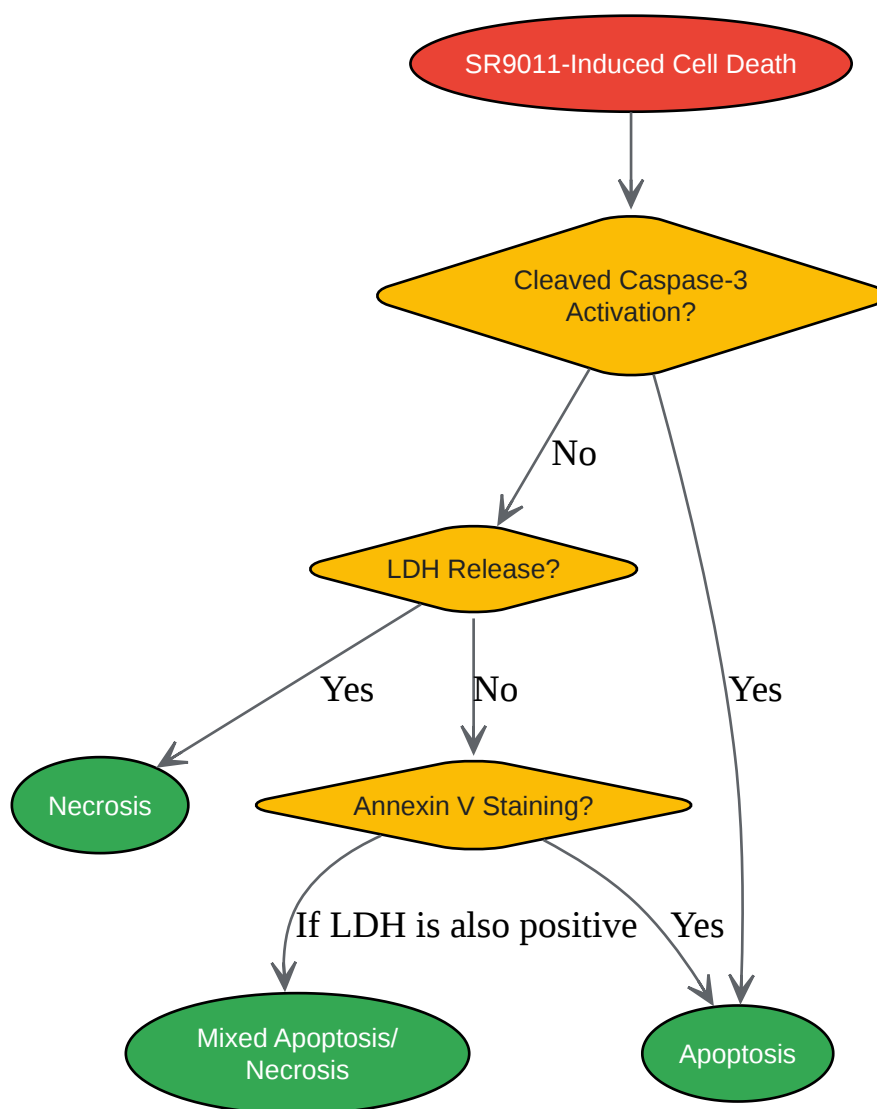 SR9011-Induced Cell Death
Cleaved Caspase-3
Activation?
No
LDH Release?
Yes
No
Yes
Necrosis
Annexin V Staining?
If LDH is also positive
Yes
Mixed Apoptosis/
Necrosis
Apoptosis